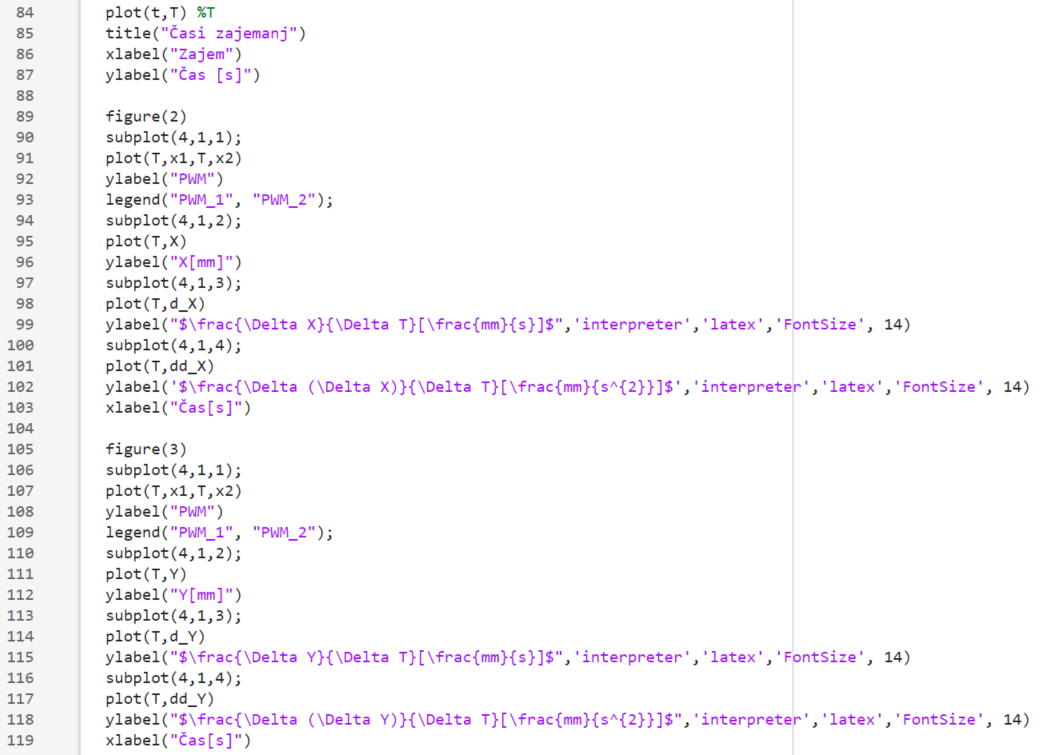 84 plot(t,T) %T
85 title("Časi zajemanj")
86 xlabel("Zajem")
87 ylabel("Čas [s]")
88
89 figure(2)
90 subplot(4,1,1);
91 plot(T,x1,T,x2)
92 ylabel("PWM")
93 legend("PWM_1", "PWM_2");
94 subplot(4,1,2);
95 plot(T,X)
96 ylabel("X[mm]")
97 subplot(4,1,3);
98 plot(T,d_X)
99 ylabel("$\frac{\Delta X}{\Delta T}[\frac{mm}{s}]$",'interpreter','latex','FontSize', 14)
100 subplot(4,1,4);
101 plot(T,dd_X)
102 ylabel('$\frac{\Delta (\Delta X)}{\Delta T}[\frac{mm}{s^{2}}]$','interpreter','latex','FontSize', 14)
103 xlabel("Čas[s]")
104
105 figure(3)
106 subplot(4,1,1);
107 plot(T,x1,T,x2)
108 ylabel("PWM")
109 legend("PWM_1", "PWM_2");
110 subplot(4,1,2);
111 plot(T,Y)
112 ylabel("Y[mm]")
113 subplot(4,1,3);
114 plot(T,d_Y)
115 ylabel("$\frac{\Delta Y}{\Delta T}[\frac{mm}{s}]$",'interpreter','latex','FontSize', 14)
116 subplot(4,1,4);
117 plot(T,dd_Y)
118 ylabel("$\frac{\Delta (\Delta Y)}{\Delta T}[\frac{mm}{s^{2}}]$",'interpreter','latex','FontSize', 14)
119 xlabel("Čas[s]")